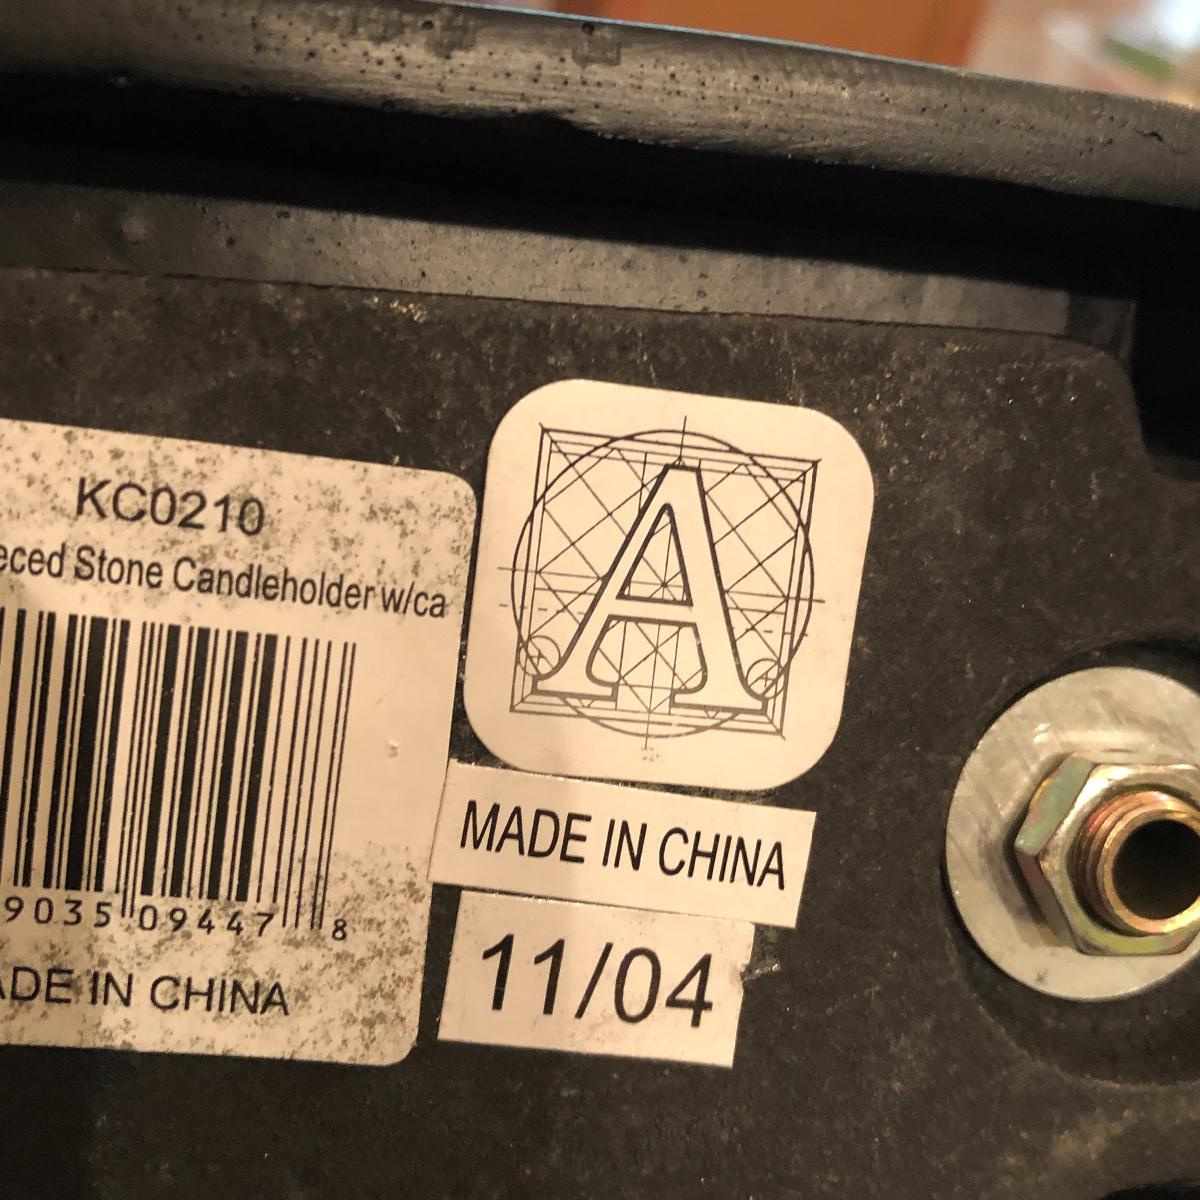 KC0210
eced Stone Candleholder w/ca
9035 09447 8
ADE IN CHINA
A
MADE IN CHINA
11/04